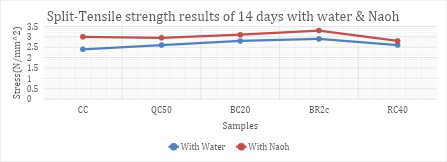 Split-Tensile strength results of 14 days with water & Naoh
Stress(N/mm^2)
3.5
3
2.5
2
1.5
1
0.5
0
CC QC50 BC20 BR2c RC40
Samples
With Water With Naoh